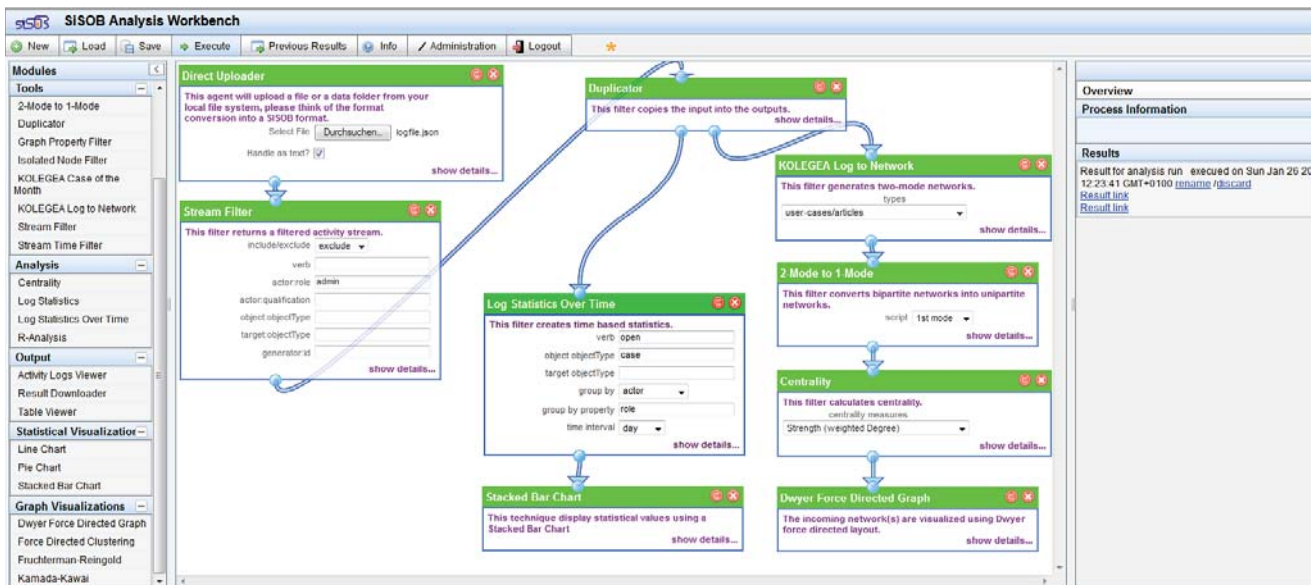 SISOB SiSOB Analysis Workbench
New Load Save Execute Previous Results Info Administration Logout
Modules
Tools
2-Mode to 1-Mode
Duplicator
Graph Property Filter
Isolated Node Filter
KOLEGEA Case of the
Month
KOLEGEA Log to Network
Stream Filter
Stream Time Filter
Analysis
Centrality
Log Statistics
Log Statistics Over Time
R-Analysis
Output
Activity Logs Viewer
Result Downloader
Table Viewer
Statistical Visualization
Line Chart
Pie Chart
Stacked Bar Chart
Graph Visualizations
Dwyer Force Directed Graph
Force Directed Clustering
Fruchterman-Reingold
Kamada-Kawai
Direct Uploader
This agent will upload a file or a data folder from your
local file system, please think of the format
conversion into a SISOB format.
Select File Durchsuchen... logfile.json
Handle as text?
show details...
Stream Filter
This filter returns a filtered activity stream.
include/exclude exclude
verb
actor:role admin
actor:qualification
object:objectType
target:objectType
generator:id
show details...
Duplicator
This filter copies the input into the outputs.
show details...
Log Statistics Over Time
This filter creates time based statistics.
verb open
object objectType case
target objectType
group by actor
group by property role
time interval day
show details...
Stacked Bar Chart
This technique display statistical values using a
Stacked Bar Chart
show details...
KOLEGEA Log to Network
This filter generates two-mode networks.
types
user-cases/articles
show details...
2-Mode to 1-Mode
This filter converts bipartite networks into unipartite
networks.
script 1st mode
show details...
Centrality
This filter calculates centrality.
centrality measures
Strength (weighted Degree)
show details...
Dwyer Force Directed Graph
The incoming network(s) are visualized using Dwyer
force directed layout.
show details...
Overview
Process Information
Results
Result for analysis run execued on Sun Jan 26 20
12:23:41 GMT+0100 rename /discard
Result link
Result link